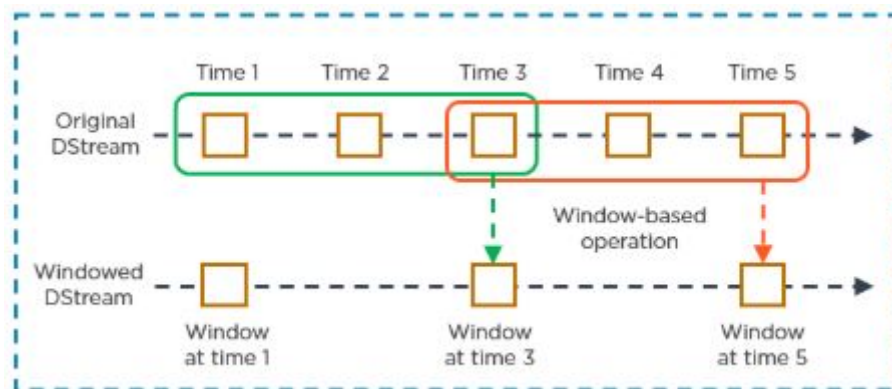 Time 1 Time 2 Time 3 Time 4 Time 5
Original
DStream
Window-based
operation
Windowed
DStream
Window
at time 1
Window
at time 3
Window
at time 5